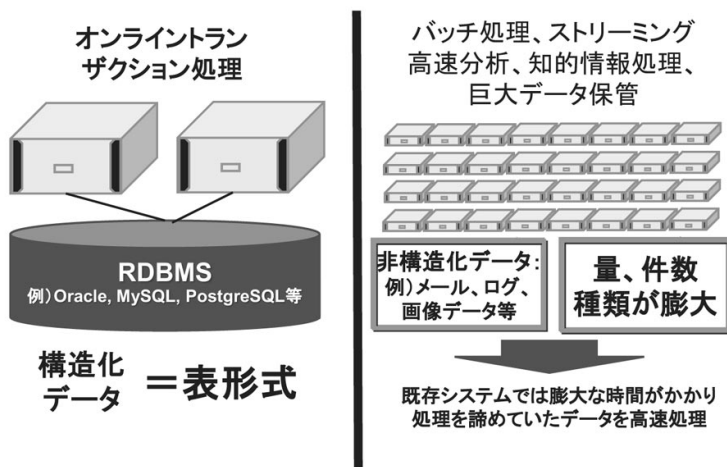 オンライントラン
ザクション処理
RDBMS
例)Oracle, MySQL, PostgreSQL等
構造化
データ
=表形式
バッチ処理、ストリーミング
高速分析、知的情報処理、
巨大データ保管
非構造化データ:
例)メール、ログ、
画像データ等
量、件数
種類が膨大
既存システムでは膨大な時間がかかり
処理を諦めていたデータを高速処理